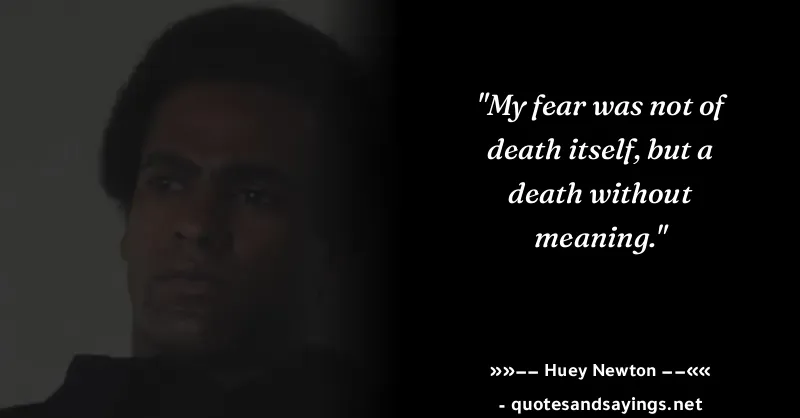 "My fear was not of
death itself, but a
death without
meaning."
»»–– Huey Newton ––««
- quotesandsayings.net